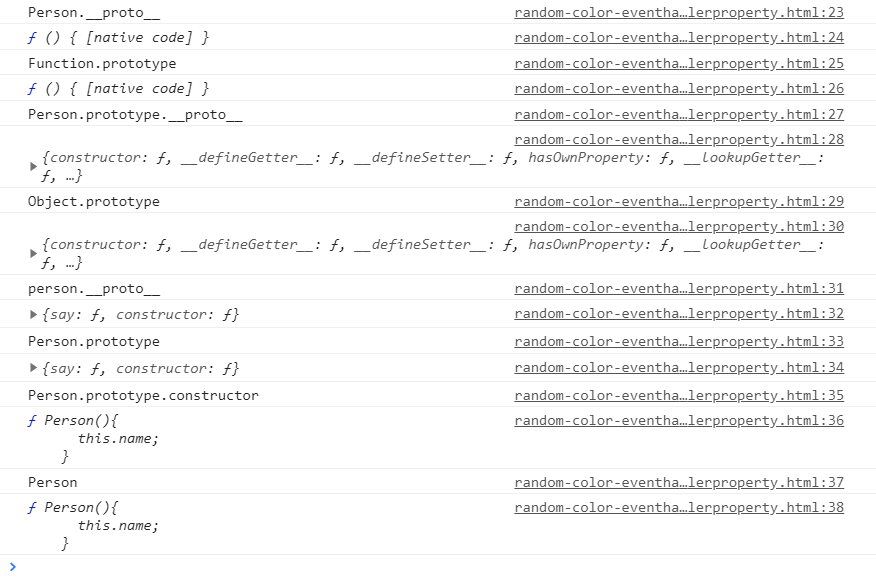 Person.__proto__ random-color-eventha…lerproperty.html:23
ƒ () { [native code] } random-color-eventha…lerproperty.html:24
Function.prototype random-color-eventha…lerproperty.html:25
ƒ () { [native code] } random-color-eventha…lerproperty.html:26
Person.prototype.__proto__ random-color-eventha…lerproperty.html:27
random-color-eventha…lerproperty.html:28
{constructor: ƒ, __defineGetter__: ƒ, __defineSetter__: ƒ, hasOwnProperty: ƒ, __lookupGetter__:
ƒ, …}
Object.prototype random-color-eventha…lerproperty.html:29
random-color-eventha…lerproperty.html:30
{constructor: ƒ, __defineGetter__: ƒ, __defineSetter__: ƒ, hasOwnProperty: ƒ, __lookupGetter__:
ƒ, …}
person.__proto__ random-color-eventha…lerproperty.html:31
{say: ƒ, constructor: ƒ} random-color-eventha…lerproperty.html:32
Person.prototype random-color-eventha…lerproperty.html:33
{say: ƒ, constructor: ƒ} random-color-eventha…lerproperty.html:34
Person.prototype.constructor random-color-eventha…lerproperty.html:35
ƒ Person(){ random-color-eventha…lerproperty.html:36
this.name;
}
Person random-color-eventha…lerproperty.html:37
ƒ Person(){ random-color-eventha…lerproperty.html:38
this.name;
}